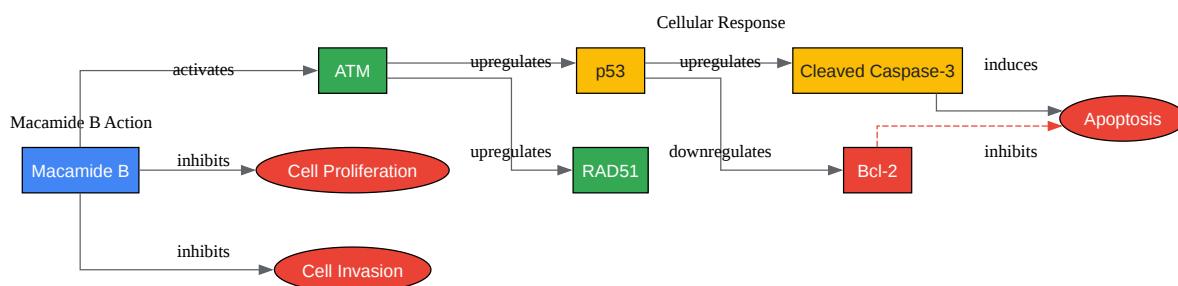 Cellular Response
activates
ATM
upregulates
p53
upregulates
Cleaved Caspase-3
induces
Apoptosis
Macamide B Action
Macamide B
inhibits
Cell Proliferation
upregulates
RAD51
downregulates
Bcl-2
inhibits
inhibits
Cell Invasion